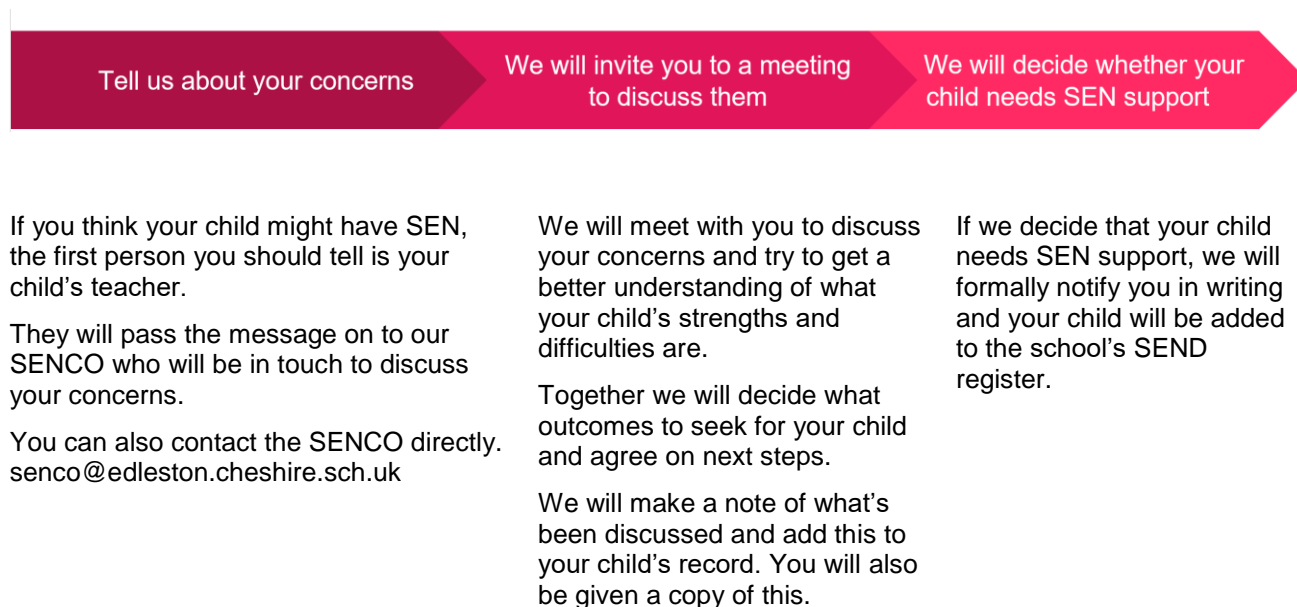 Tell us about your concerns
We will invite you to a meeting
to discuss them
We will decide whether your
child needs SEN support
If you think your child might have SEN,
the first person you should tell is your
child's teacher.
They will pass the message on to our
SENCO who will be in touch to discuss
your concerns.
You can also contact the SENCO directly.
senco@edleston.cheshire.sch.uk
We will meet with you to discuss
your concerns and try to get a
better understanding of what
your child's strengths and
difficulties are.
Together we will decide what
outcomes to seek for your child
and agree on next steps.
We will make a note of what's
been discussed and add this to
your child's record. You will also
be given a copy of this.
If we decide that your child
needs SEN support, we will
formally notify you in writing
and your child will be added
to the school's SEND
register.